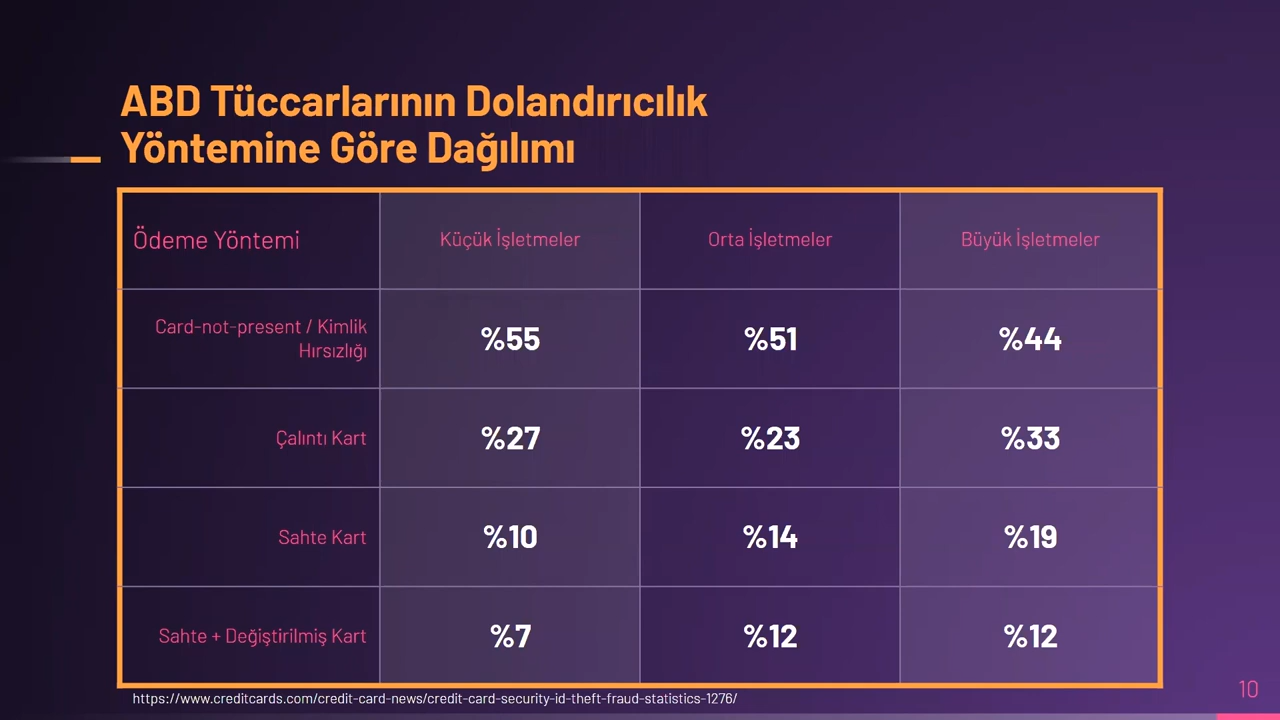 ABD Tüccarlarının Dolandırıcılık
Yöntemine Göre Dağılımı
Ödeme Yöntemi Küçük İşletmeler Orta İşletmeler Büyük İşletmeler
Card-not-present / Kimlik
Hırsızlığı %55 %51 %44
Çalıntı Kart %27 %23 %33
Sahte Kart %10 %14 %19
Sahte + Değiştirilmiş Kart %7 %12 %12
https://www.creditcards.com/credit-card-news/credit-card-security-id-theft-fraud-statistics-1276/
10